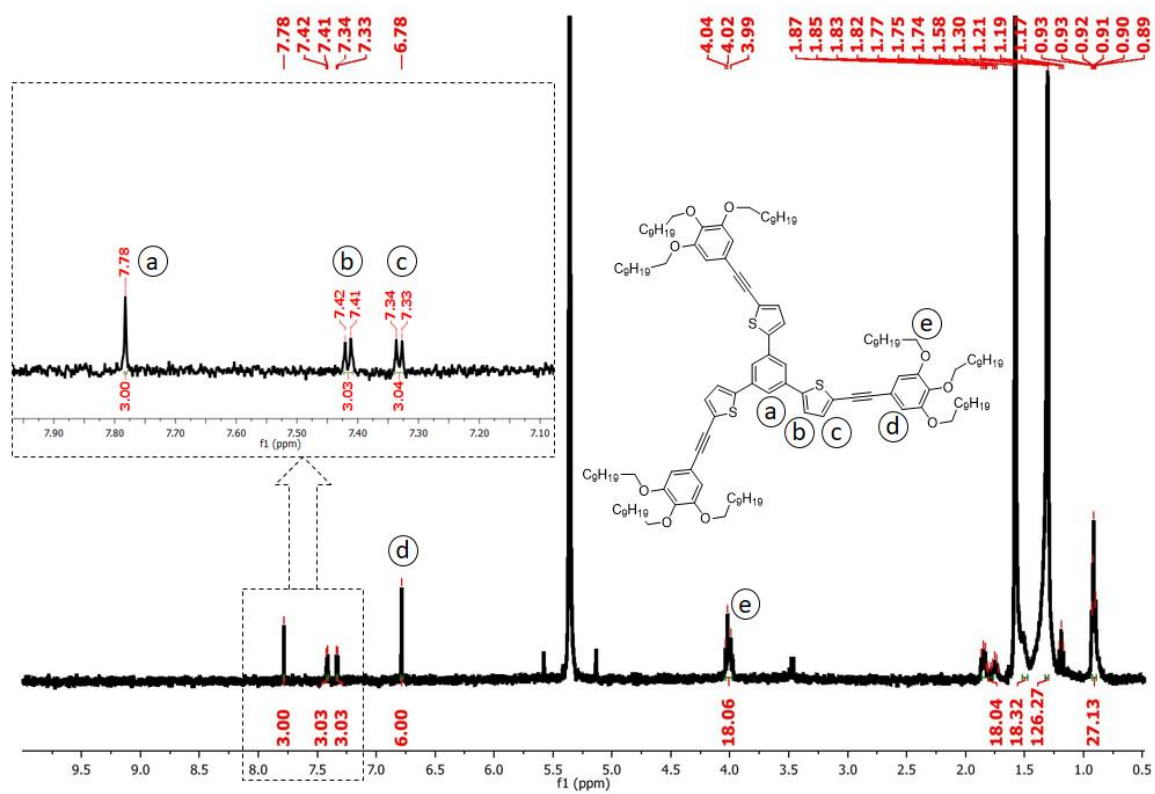 7.78
7.42
7.41
7.34
7.33
6.78
4.04
4.02
3.99
1.87
1.85
1.83
1.82
1.77
1.75
1.74
1.58
1.30
1.21
1.19
1.17
0.93
0.93
0.92
0.91
0.90
0.89
7.78
a
b
c
7.42
7.41
7.34
7.33
3.00
3.03
3.04
7.90 7.80 7.70 7.60 7.50 7.40 7.30 7.20 7.10
f1 (ppm)
C₉H₁₉ O O C₉H₁₉
C₉H₁₉ O
S
e
C₉H₁₉ O C₉H₁₉
O
S O C₉H₁₉
S
a b c d
C₉H₁₉ O C₉H₁₉
C₉H₁₉ O O
d
e
3.00
3.03
3.03
6.00
18.06
18.04
18.32
126.27
27.13
9.5 9.0 8.5 8.0 7.5 7.0 6.5 6.0 5.5 5.0 4.5 4.0 3.5 3.0 2.5 2.0 1.5 1.0 0.5
f1 (ppm)